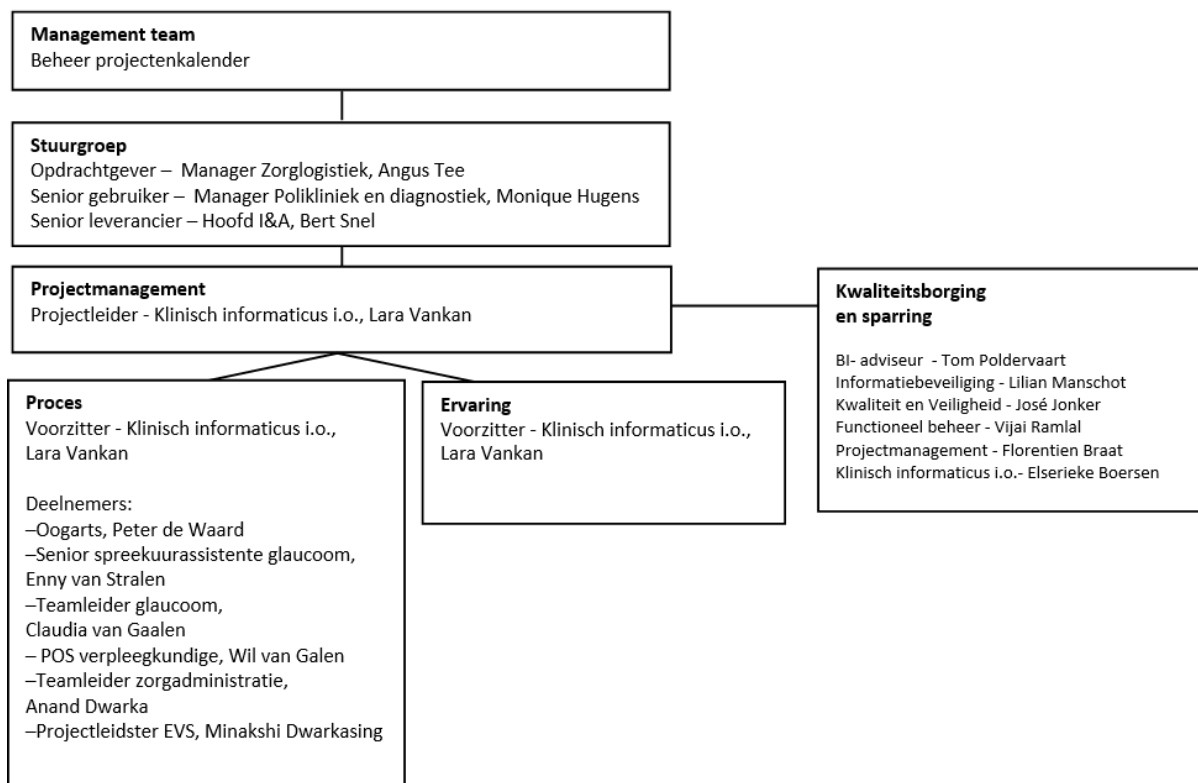 Management team
Beheer projectenkalender
Stuurgroep
Opdrachtgever – Manager Zorglogistiek, Angus Tee
Senior gebruiker – Manager Polikliniek en diagnostiek, Monique Hugens
Senior leverancier – Hoofd I&A, Bert Snel
Projectmanagement
Projectleider - Klinisch informaticus i.o., Lara Vankan
Kwaliteitsborging
en sparring
BI- adviseur - Tom Poldervaart
Informatiebeveiliging - Lilian Manschot
Kwaliteit en Veiligheid - José Jonker
Functioneel beheer - Vijai Ramlal
Projectmanagement - Florentien Braat
Klinisch informaticus i.o.- Elserieke Boersen
Proces
Voorzitter - Klinisch informaticus i.o.,
Lara Vankan
Deelnemers:
–Oogarts, Peter de Waard
–Senior spreekuurassistente glaucoom,
Enny van Stralen
–Teamleider glaucoom,
Claudia van Gaalen
– POS verpleegkundige, Wil van Galen
–Teamleider zorgadministratie,
Anand Dwarka
–Projectleidster EVS, Minakshi Dwarkasing
Ervaring
Voorzitter - Klinisch informaticus i.o.,
Lara Vankan